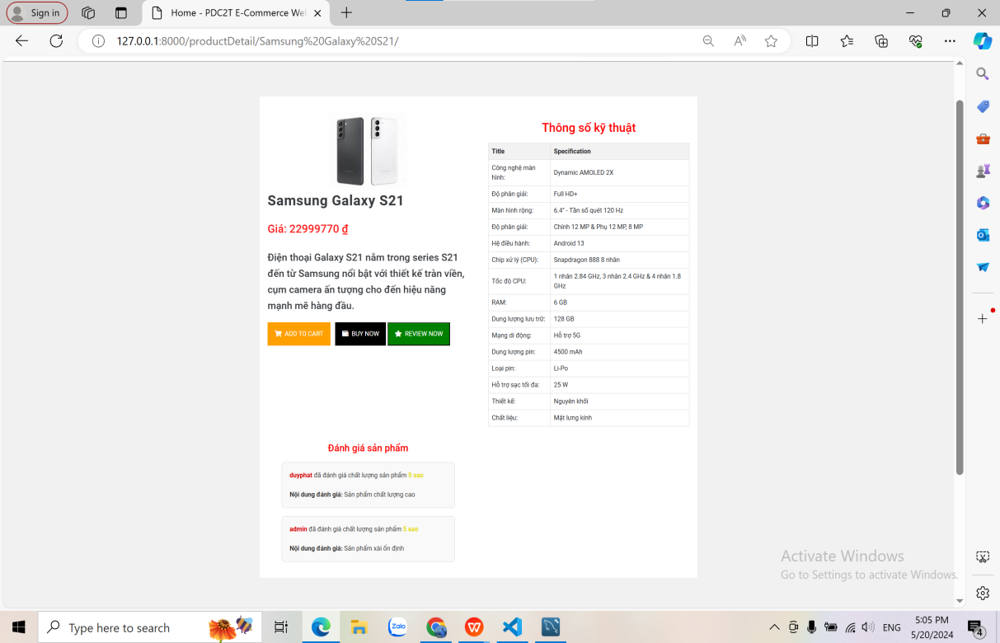 Sign in
Home - PDT2C T-E-Commerc
127.0.0.1:8000/productDetail/Samsung%20Galaxy%20S21/
Samsung Galaxy S21
Giá: 22999770 ₫
Điện thoại Galaxy S21 nằm trong series S21
đến từ Samsung nổi bật với thiết kế tràn viền,
cụm camera ấn tượng cho đến hiệu năng
mạnh mẽ hàng đầu.
ADD TO CART BUY NOW REVIEW NOW
Thông số kỹ thuật
Title Specification
Công nghệ màn
hình: Dynamic AMOLED 2X
Độ phân giải: Full HD+
Màn hình rộng: 6.4" - Tần số quét 120 Hz
Độ phân giải: Chính 12 MP & Phụ 12 MP, 8 MP
Hệ điều hành: Android 13
Chip xử lý (CPU): Snapdragon 888 8 nhân
Tốc độ CPU: 1 nhân 2.84 GHz, 3 nhân 2.4 GHz & 4 nhân 1.8
GHz
RAM: 6 GB
Dung lượng lưu trữ: 128 GB
Mạng di động: Hỗ trợ 5G
Dung lượng pin: 4500 mAh
Loại pin: Li-Po
Hỗ trợ sạc tối đa: 25 W
Thiết kế: Nguyên khối
Chất liệu: Mặt lưng kính
Đánh giá sản phẩm
duyphat đã đánh giá chất lượng sản phẩm 5 sao
Nội dung đánh giá: Sản phẩm chất lượng cao
admin đã đánh giá chất lượng sản phẩm 5 sao
Nội dung đánh giá: Sản phẩm xài ổn định
Activate Windows
Go to Settings to activate Windows.
Type here to search
Zalo
5:05 PM
5/20/2024
4